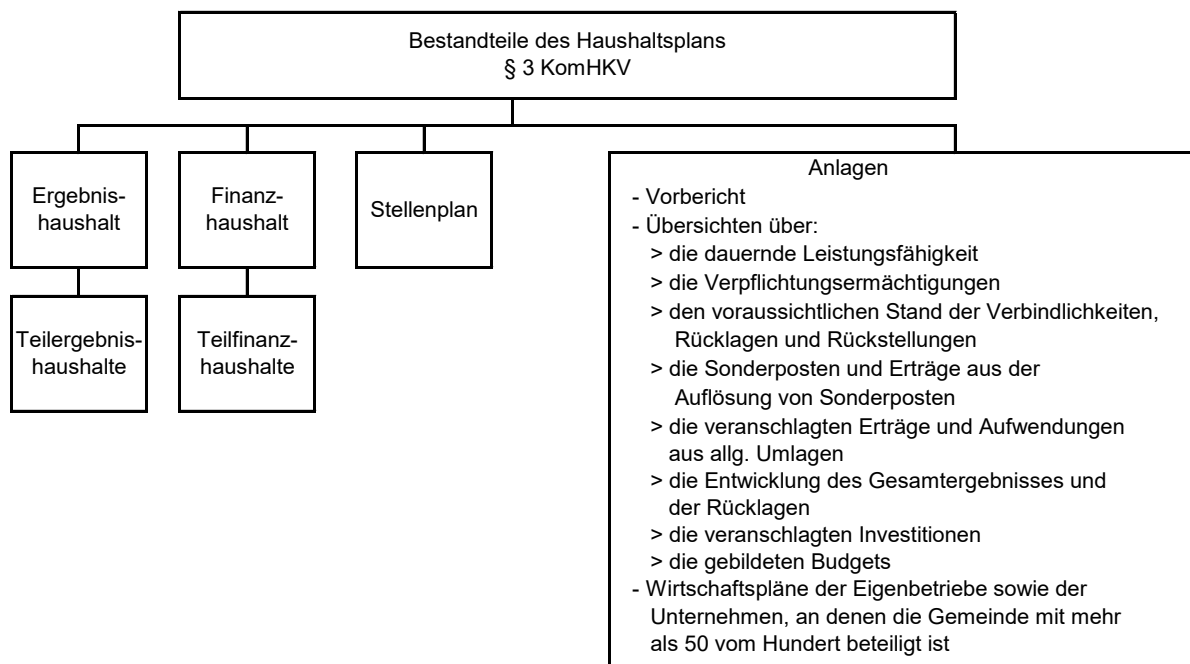 Bestandteile des Haushaltsplans
§ 3 KomHKV
Ergebnis-
haushalt
Finanz-
haushalt
Stellenplan
Teilergebnis-
haushalte
Teilfinanz-
haushalte
Anlagen
- Vorbericht
- Übersichten über:
> die dauernde Leistungsfähigkeit
> die Verpflichtungsermächtigungen
> den voraussichtlichen Stand der Verbindlichkeiten,
Rücklagen und Rückstellungen
> die Sonderposten und Erträge aus der
Auflösung von Sonderposten
> die veranschlagten Erträge und Aufwendungen
aus allg. Umlagen
> die Entwicklung des Gesamtergebnisses und
der Rücklagen
> die veranschlagten Investitionen
> die gebildeten Budgets
- Wirtschaftspläne der Eigenbetriebe sowie der
Unternehmen, an denen die Gemeinde mit mehr
als 50 vom Hundert beteiligt ist